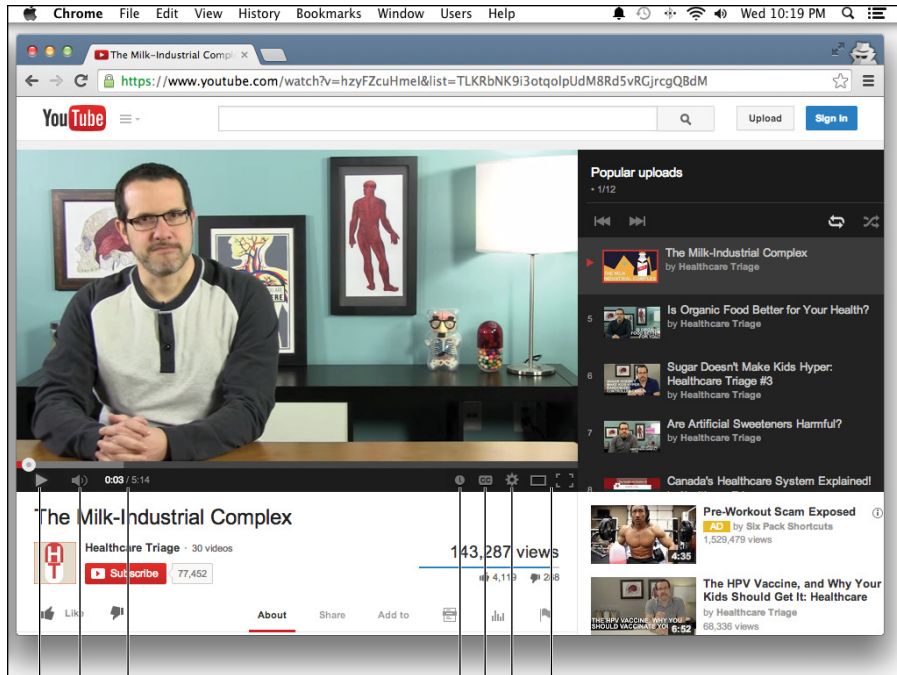 Chrome File Edit View History Bookmarks Window Users Help Wed 10:19 PM
The Milk-Industrial Compl
https://www.youtube.com/watch?v=hzyFZcuHmeI&list=TLKRbNK9i3otqolpUdM8Rd5vRGjrcgQBdM
YouTube
Upload
Sign In
Popular uploads
• 1/12
The Milk-Industrial Complex
by Healthcare Triage
5
Is Organic Food Better for Your Health?
by Healthcare Triage
6
Sugar Doesn't Make Kids Hyper:
Healthcare Triage #3
by Healthcare Triage
7
Are Artificial Sweeteners Harmful?
by Healthcare Triage
8
Canada's Healthcare System Explained!
0:03 / 5:14
CC
The Milk-Industrial Complex
HT
Healthcare Triage · 30 videos
Subscribe 77,452
143,287 views
4,119 288
Like
About Share Add to
Pre-Workout Scam Exposed
AD by Six Pack Shortcuts
1,529,479 views
4:35
The HPV Vaccine, and Why Your
Kids Should Get It: Healthcare
by Healthcare Triage
68,336 views
6:52